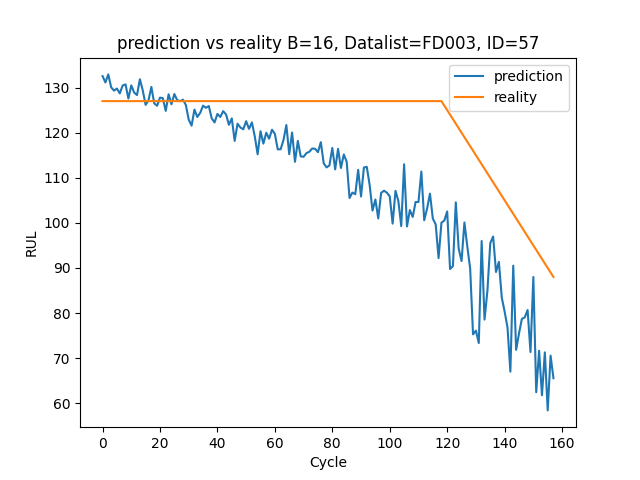 prediction vs reality B=16, Datalist=FD003, ID=57
prediction
reality
RUL
130
120
110
100
90
80
70
60
0 20 40 60 80 100 120 140 160
Cycle